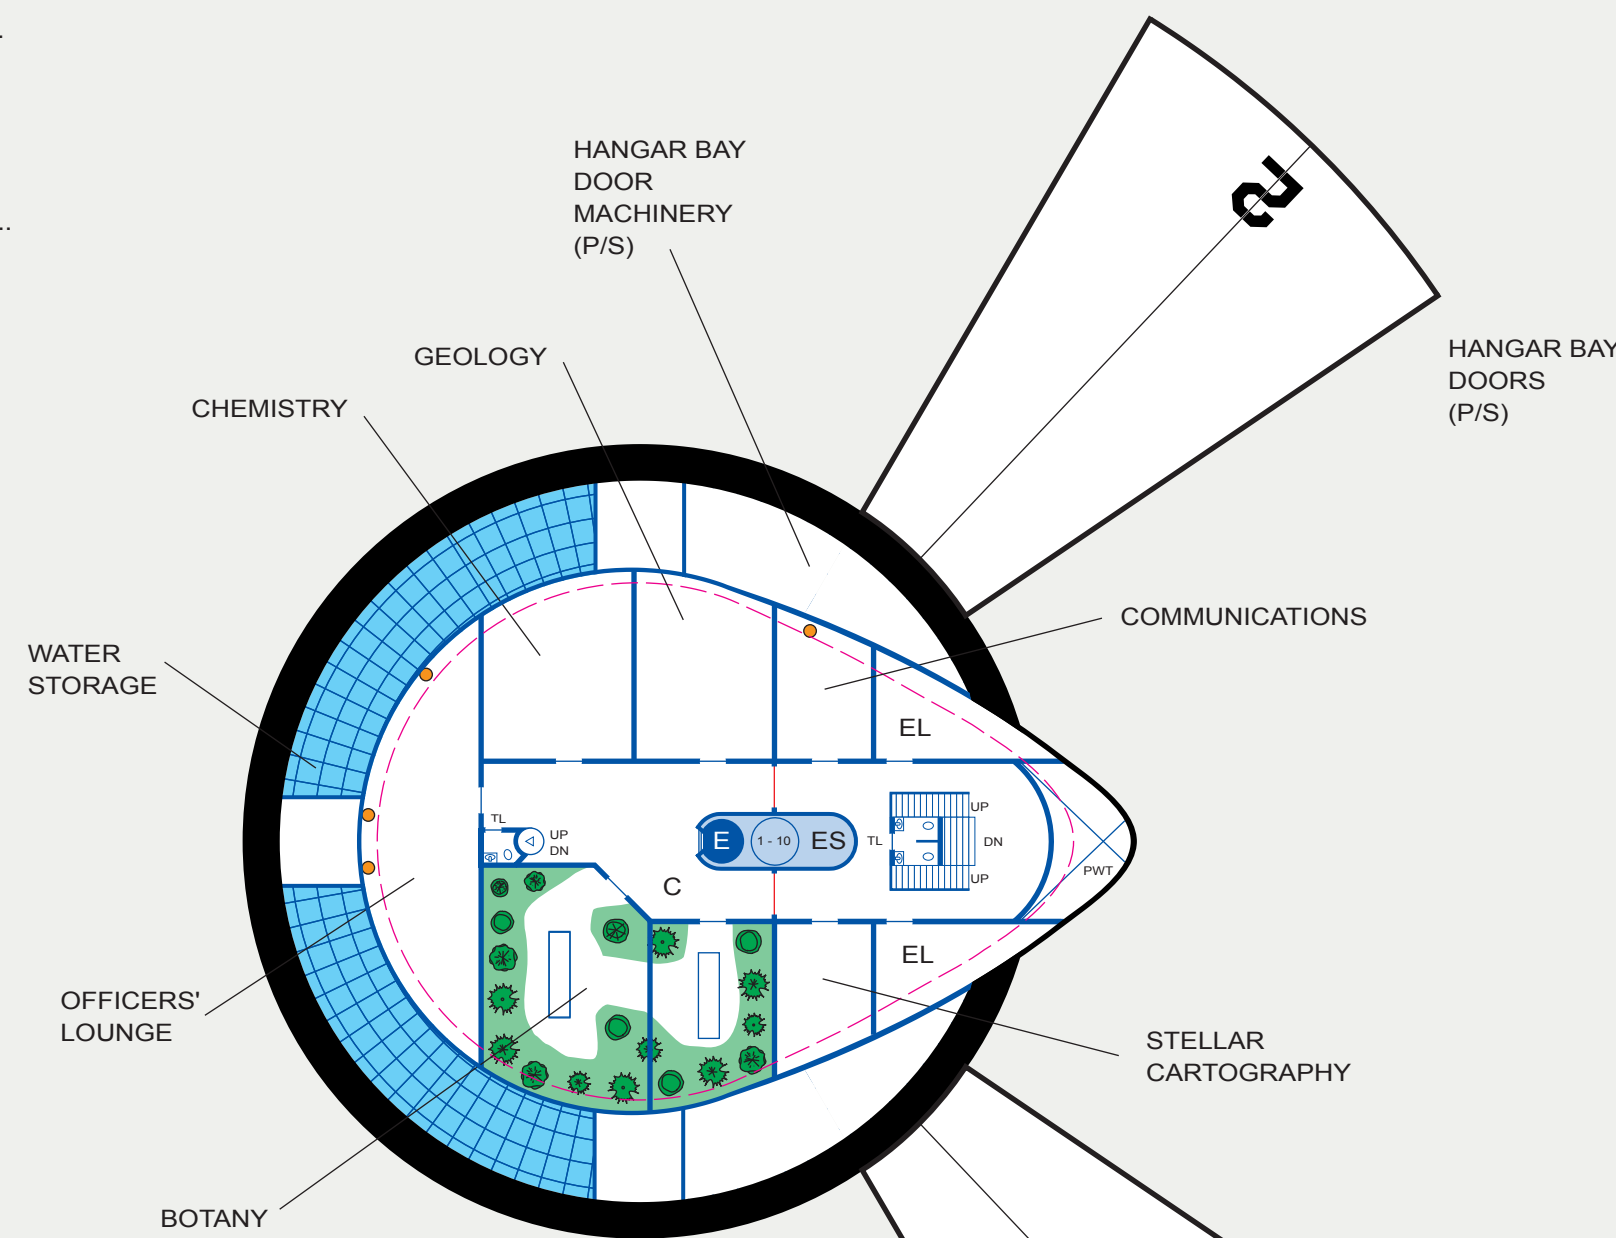 HANGAR BAY
DOOR
MACHINERY
(P/S)
GEOLOGY
CHEMISTRY
HANGAR BAY
DOORS
(P/S)
COMMUNICATIONS
WATER
STORAGE
EL
TL
UP
DN
E
1 - 10
ES
TL
UP
DN
UP
PWT
C
EL
OFFICERS'
LOUNGE
STELLAR
CARTOGRAPHY
BOTANY